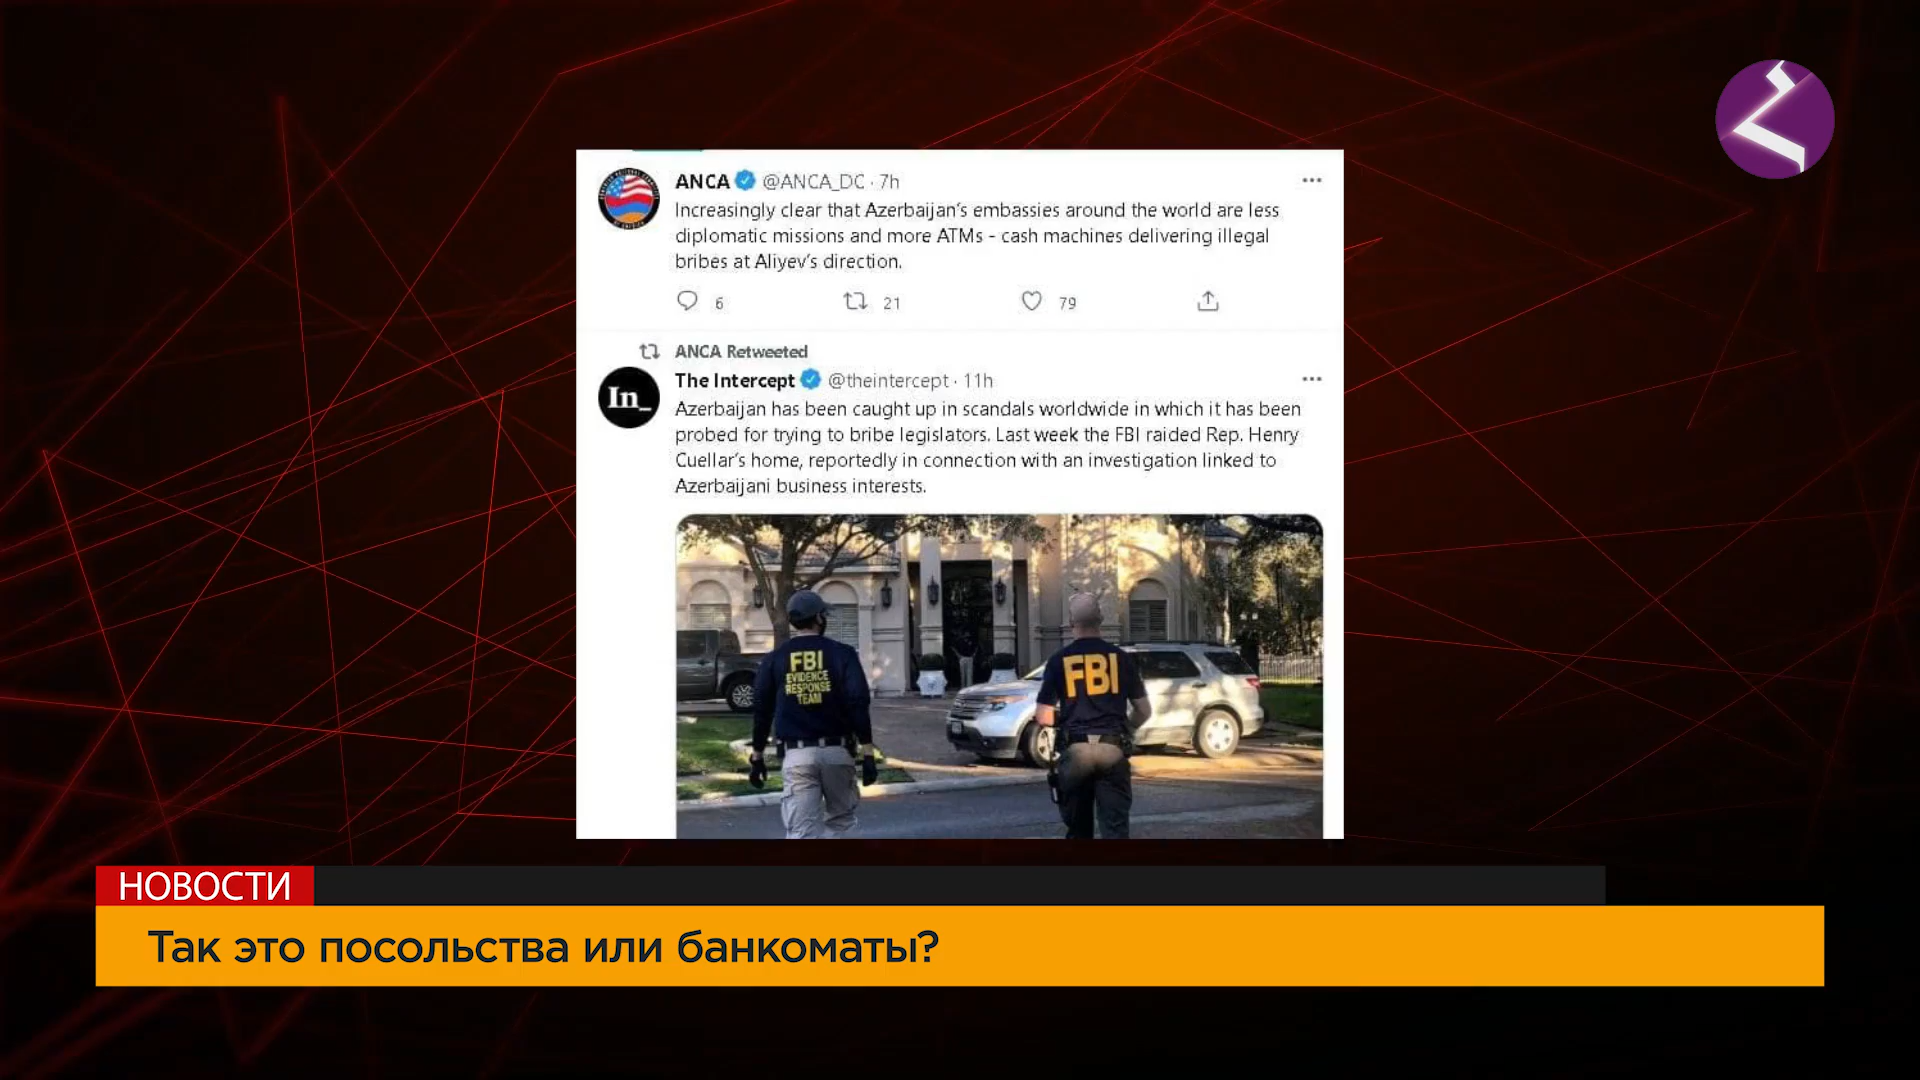 ANCA @ANCA_DC · 7h
Increasingly clear that Azerbaijan's embassies around the world are less
diplomatic missions and more ATMs - cash machines delivering illegal
bribes at Aliyev's direction.
6 21 79
ANCA Retweeted
The Intercept @theintercept · 11h
In_
Azerbaijan has been caught up in scandals worldwide in which it has been
probed for trying to bribe legislators. Last week the FBI raided Rep. Henry
Cuellar's home, reportedly in connection with an investigation linked to
Azerbaijani business interests.
FBI
EVIDENCE
RESPONSE
TEAM
FBI
НОВОСТИ
Так это посольства или банкоматы?